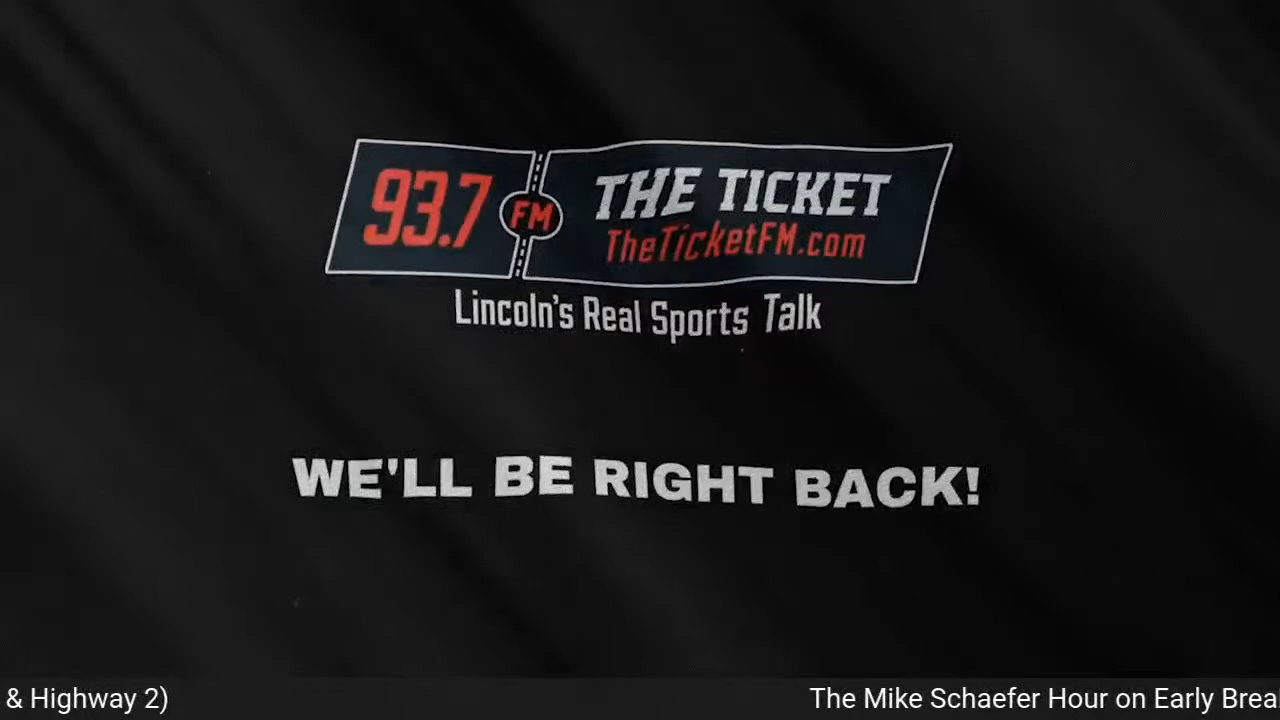 93.7 FM THE TICKET
TheTicketFM.com
Lincoln's Real Sports Talk
WE'LL BE RIGHT BACK!
& Highway 2) The Mike Schaefer Hour on Early Brea